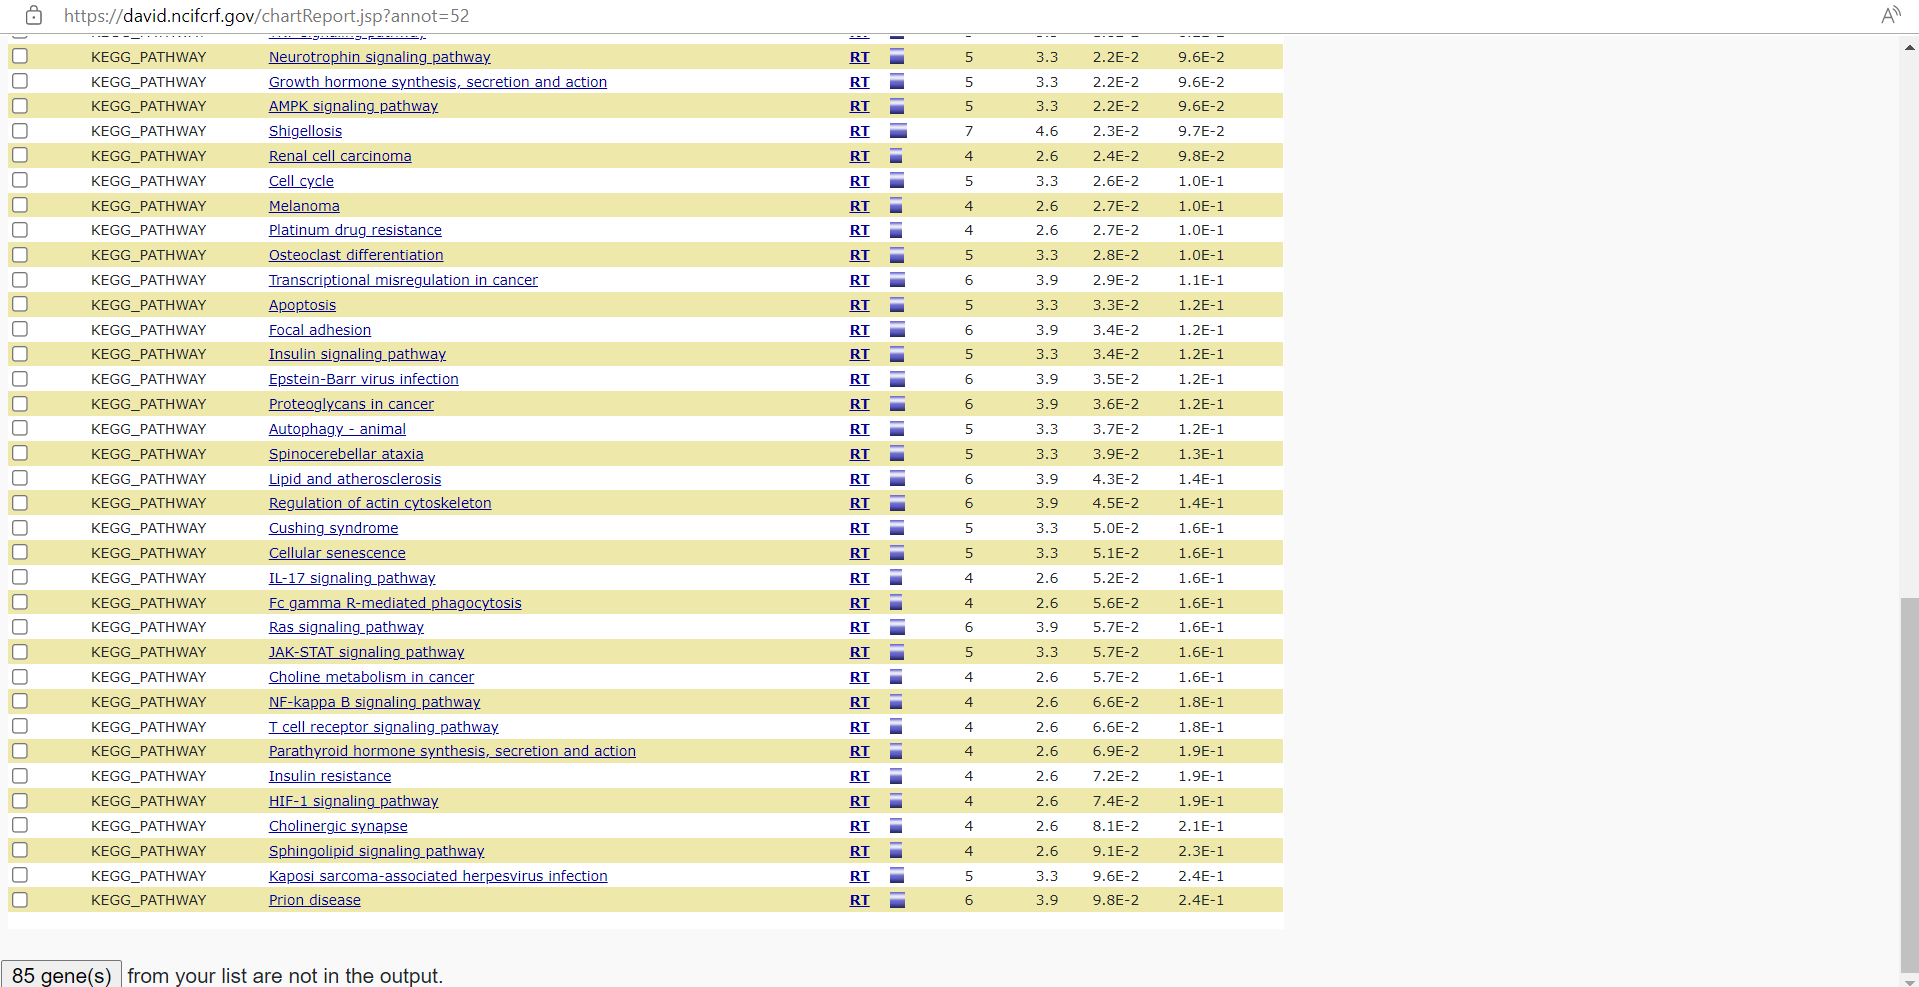 https://david.ncifcrf.gov/chartReport.jsp?annot=52
KEGG_PATHWAY Neurotrophin signaling pathway RT 5 3.3 2.2E-2 9.6E-2
KEGG_PATHWAY Growth hormone synthesis, secretion and action RT 5 3.3 2.2E-2 9.6E-2
KEGG_PATHWAY AMPK signaling pathway RT 5 3.3 2.2E-2 9.6E-2
KEGG_PATHWAY Shigellosis RT 7 4.6 2.3E-2 9.7E-2
KEGG_PATHWAY Renal cell carcinoma RT 4 2.6 2.4E-2 9.8E-2
KEGG_PATHWAY Cell cycle RT 5 3.3 2.6E-2 1.0E-1
KEGG_PATHWAY Melanoma RT 4 2.6 2.7E-2 1.0E-1
KEGG_PATHWAY Platinum drug resistance RT 4 2.6 2.7E-2 1.0E-1
KEGG_PATHWAY Osteoclast differentiation RT 5 3.3 2.8E-2 1.0E-1
KEGG_PATHWAY Transcriptional misregulation in cancer RT 6 3.9 2.9E-2 1.1E-1
KEGG_PATHWAY Apoptosis RT 5 3.3 3.3E-2 1.2E-1
KEGG_PATHWAY Focal adhesion RT 6 3.9 3.4E-2 1.2E-1
KEGG_PATHWAY Insulin signaling pathway RT 5 3.3 3.4E-2 1.2E-1
KEGG_PATHWAY Epstein-Barr virus infection RT 6 3.9 3.5E-2 1.2E-1
KEGG_PATHWAY Proteoglycans in cancer RT 6 3.9 3.6E-2 1.2E-1
KEGG_PATHWAY Autophagy - animal RT 5 3.3 3.7E-2 1.2E-1
KEGG_PATHWAY Spinocerebellar ataxia RT 5 3.3 3.9E-2 1.3E-1
KEGG_PATHWAY Lipid and atherosclerosis RT 6 3.9 4.3E-2 1.4E-1
KEGG_PATHWAY Regulation of actin cytoskeleton RT 6 3.9 4.5E-2 1.4E-1
KEGG_PATHWAY Cushing syndrome RT 5 3.3 5.0E-2 1.6E-1
KEGG_PATHWAY Cellular senescence RT 5 3.3 5.1E-2 1.6E-1
KEGG_PATHWAY IL-17 signaling pathway RT 4 2.6 5.2E-2 1.6E-1
KEGG_PATHWAY Fc gamma R-mediated phagocytosis RT 4 2.6 5.6E-2 1.6E-1
KEGG_PATHWAY Ras signaling pathway RT 6 3.9 5.7E-2 1.6E-1
KEGG_PATHWAY JAK-STAT signaling pathway RT 5 3.3 5.7E-2 1.6E-1
KEGG_PATHWAY Choline metabolism in cancer RT 4 2.6 5.7E-2 1.6E-1
KEGG_PATHWAY NF-kappa B signaling pathway RT 4 2.6 6.6E-2 1.8E-1
KEGG_PATHWAY T cell receptor signaling pathway RT 4 2.6 6.6E-2 1.8E-1
KEGG_PATHWAY Parathyroid hormone synthesis, secretion and action RT 4 2.6 6.9E-2 1.9E-1
KEGG_PATHWAY Insulin resistance RT 4 2.6 7.2E-2 1.9E-1
KEGG_PATHWAY HIF-1 signaling pathway RT 4 2.6 7.4E-2 1.9E-1
KEGG_PATHWAY Cholinergic synapse RT 4 2.6 8.1E-2 2.1E-1
KEGG_PATHWAY Sphingolipid signaling pathway RT 4 2.6 9.1E-2 2.3E-1
KEGG_PATHWAY Kaposi sarcoma-associated herpesvirus infection RT 5 3.3 9.6E-2 2.4E-1
KEGG_PATHWAY Prion disease RT 6 3.9 9.8E-2 2.4E-1
85 gene(s) from your list are not in the output.